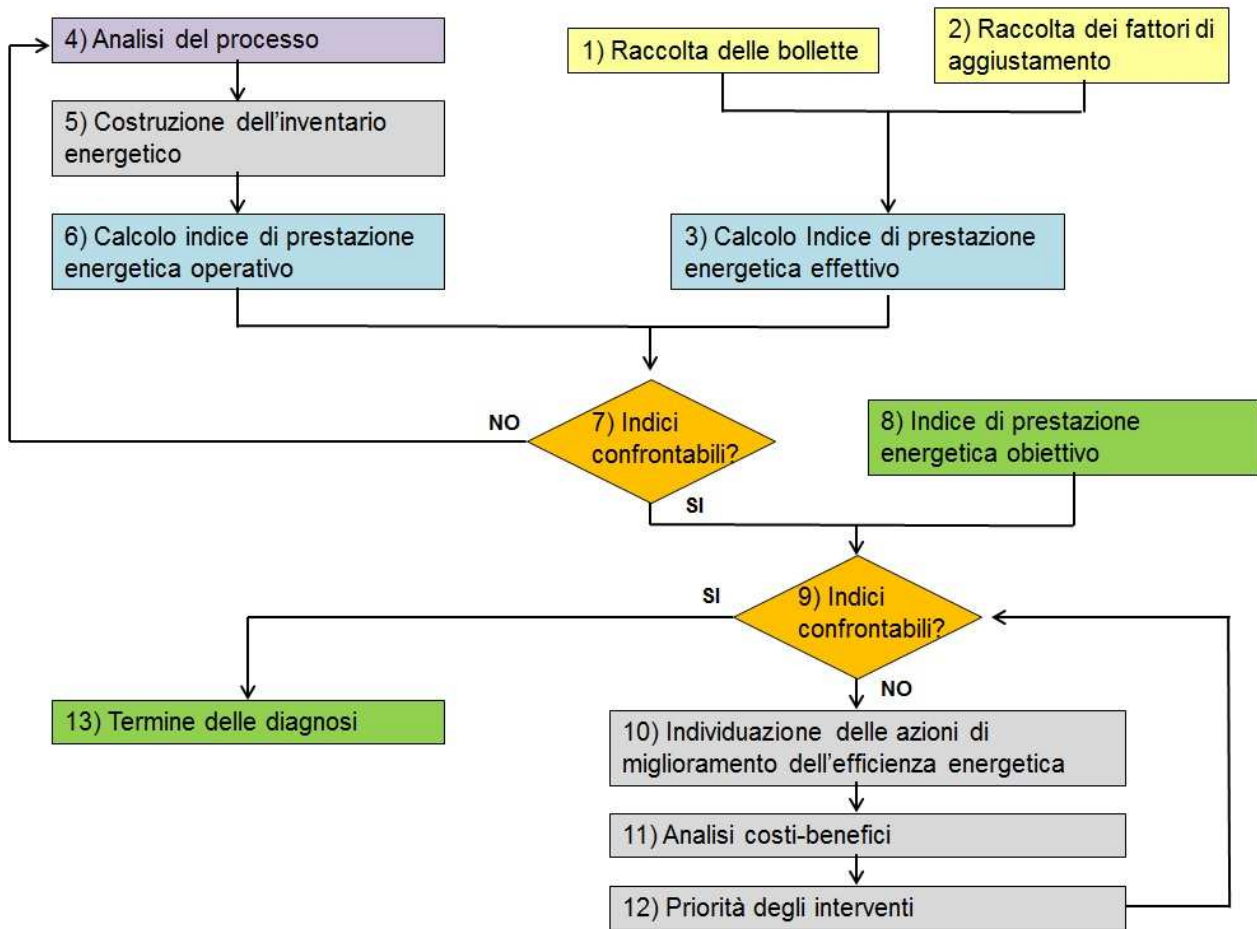 4) Analisi del processo
1) Raccolta delle bollette
2) Raccolta dei fattori di
aggiustamento
5) Costruzione dell'inventario
energetico
6) Calcolo indice di prestazione
energetica operativo
3) Calcolo Indice di prestazione
energetica effettivo
NO
7) Indici
confrontabili?
8) Indice di prestazione
energetica obiettivo
SI
SI
9) Indici
confrontabili?
NO
13) Termine delle diagnosi
10) Individuazione delle azioni di
miglioramento dell'efficienza energetica
11) Analisi costi-benefici
12) Priorità degli interventi